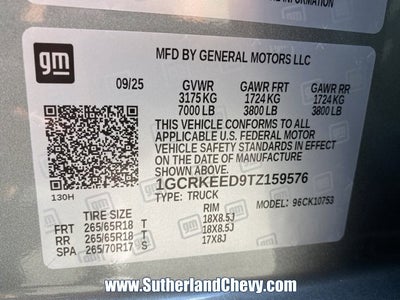 INFORMATION
gm
MFD BY GENERAL MOTORS LLC
09/25 GVWR GAWR FRT GAWR RR
3175 KG 1724 KG 1724 KG
7000 LB 3800 LB 3800 LB
THIS VEHICLE CONFORMS TO ALL
APPLICABLE U.S. FEDERAL MOTOR
VEHICLE SAFETY STANDARDS IN
EFFECT ON THE DATE OF MANUFACTURE
SHOWN ABOVE.
1GCRKEED9TZ159576
TYPE: TRUCK MODEL: 96CK10753
130H
TIRE SIZE RIM
FRT 265/65R18 T 18X8.5J
RR 265/65R18 T 18X8.5J
SPA 265/70R17 S 17X8J
www.SutherlandChevy.com